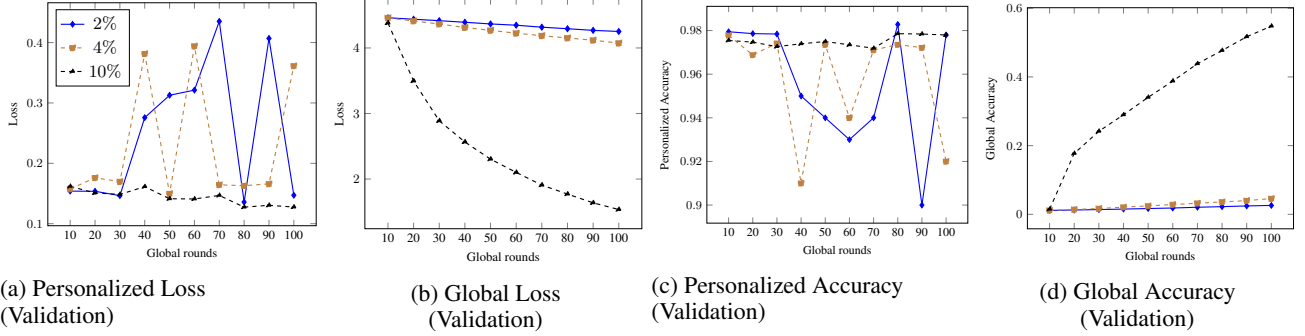 2%
4%
10%
0.4
0.3
0.2
0.1
Loss
10 20 30 40 50 60 70 80 90 100
Global rounds
(a) Personalized Loss
(Validation)
4
3
2
Loss
10 20 30 40 50 60 70 80 90 100
Global rounds
(b) Global Loss
(Validation)
0.98
0.96
0.94
0.92
0.9
Personalized Accuracy
10 20 30 40 50 60 70 80 90 100
Global rounds
(c) Personalized Accuracy
(Validation)
0.6
0.4
0.2
0
Global Accuracy
10 20 30 40 50 60 70 80 90 100
Global rounds
(d) Global Accuracy
(Validation)